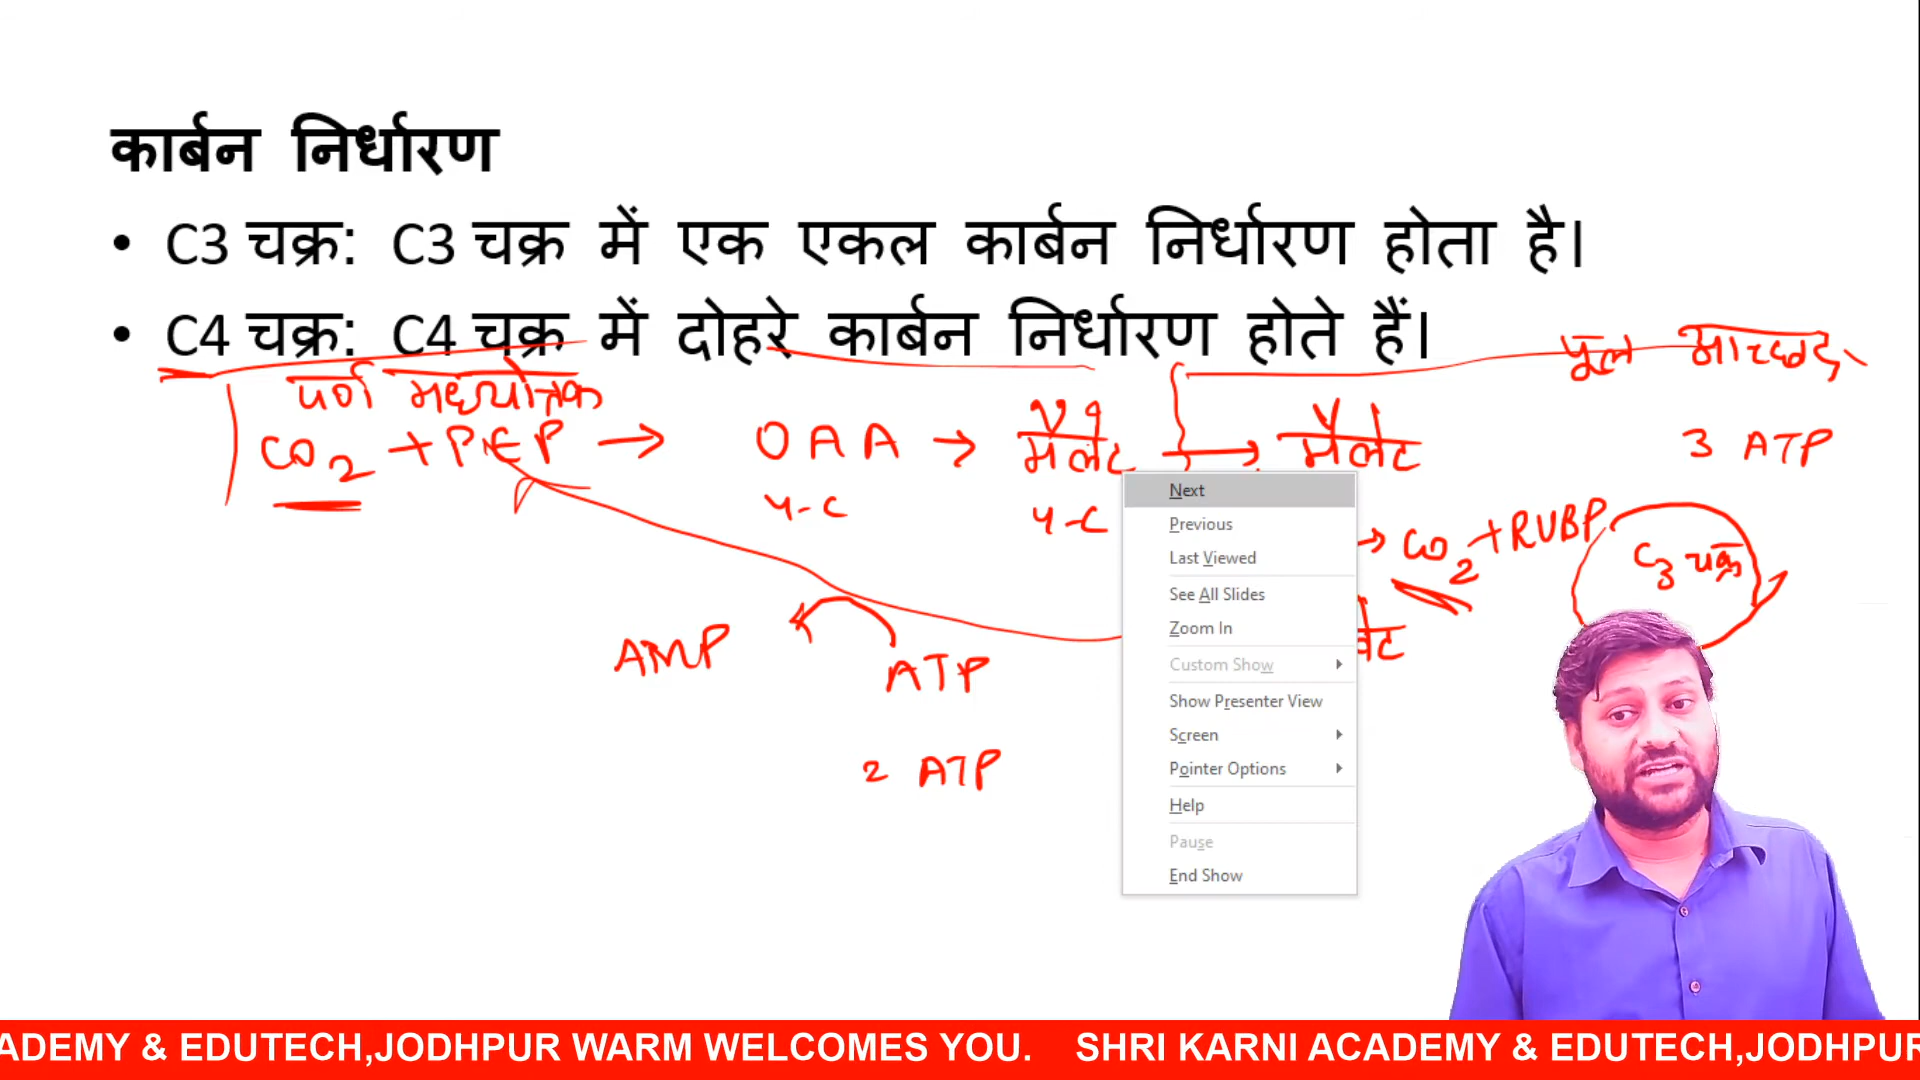 कार्बन निर्धारण
• C3 चक्र: C3 चक्र में एक एकल कार्बन निर्धारण होता है।
• C4 चक्र: C4 चक्र में दोहरे कार्बन निर्धारण होते हैं।
पर्ण मध्योतक पूल आच्छद
CO2 + PEP → OAA → मैलेट → मैलेट 3 ATP
4-C 4-C
→ CO2 + RUBP C3 चक्र
AMP ATP
2 ATP
Next
Previous
Last Viewed
See All Slides
Zoom In
Custom Show
Show Presenter View
Screen
Pointer Options
Help
Pause
End Show
ADEMY & EDUTECH,JODHPUR WARM WELCOMES YOU. SHRI KARNI ACADEMY & EDUTECH,JODHPUR